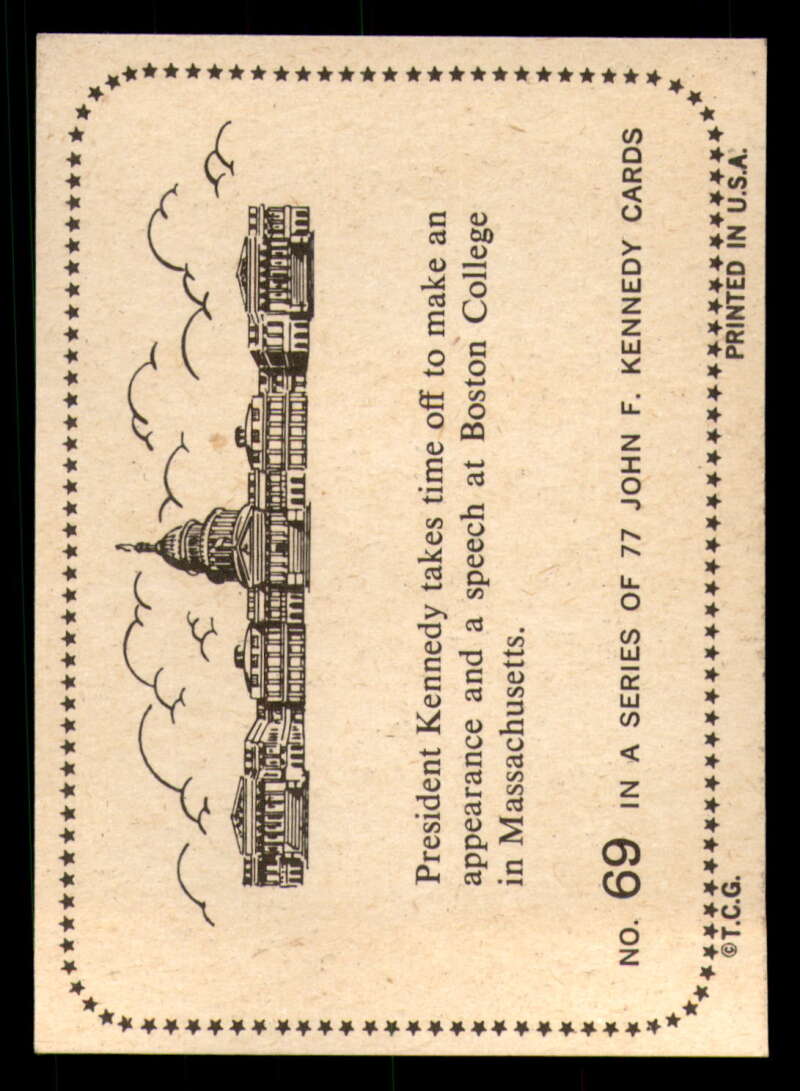 President Kennedy takes time off to make an
appearance and a speech at Boston College
in Massachusetts.
NO. 69 IN A SERIES OF 77 JOHN F. KENNEDY CARDS
©T.C.G. PRINTED IN U.S.A.